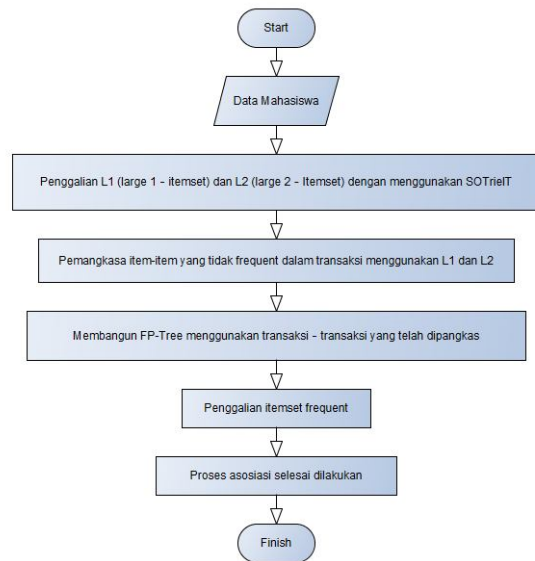 Start
Data Mahasiswa
Penggalian L1 (large 1 - itemset) dan L2 (large 2 - Itemset) dengan menggunakan SOTrieIT
Pemangkasa item-item yang tidak frequent dalam transaksi menggunakan L1 dan L2
Membangun FP-Tree menggunakan transaksi - transaksi yang telah dipangkas
Penggalian itemset frequent
Proses asosiasi selesai dilakukan
Finish